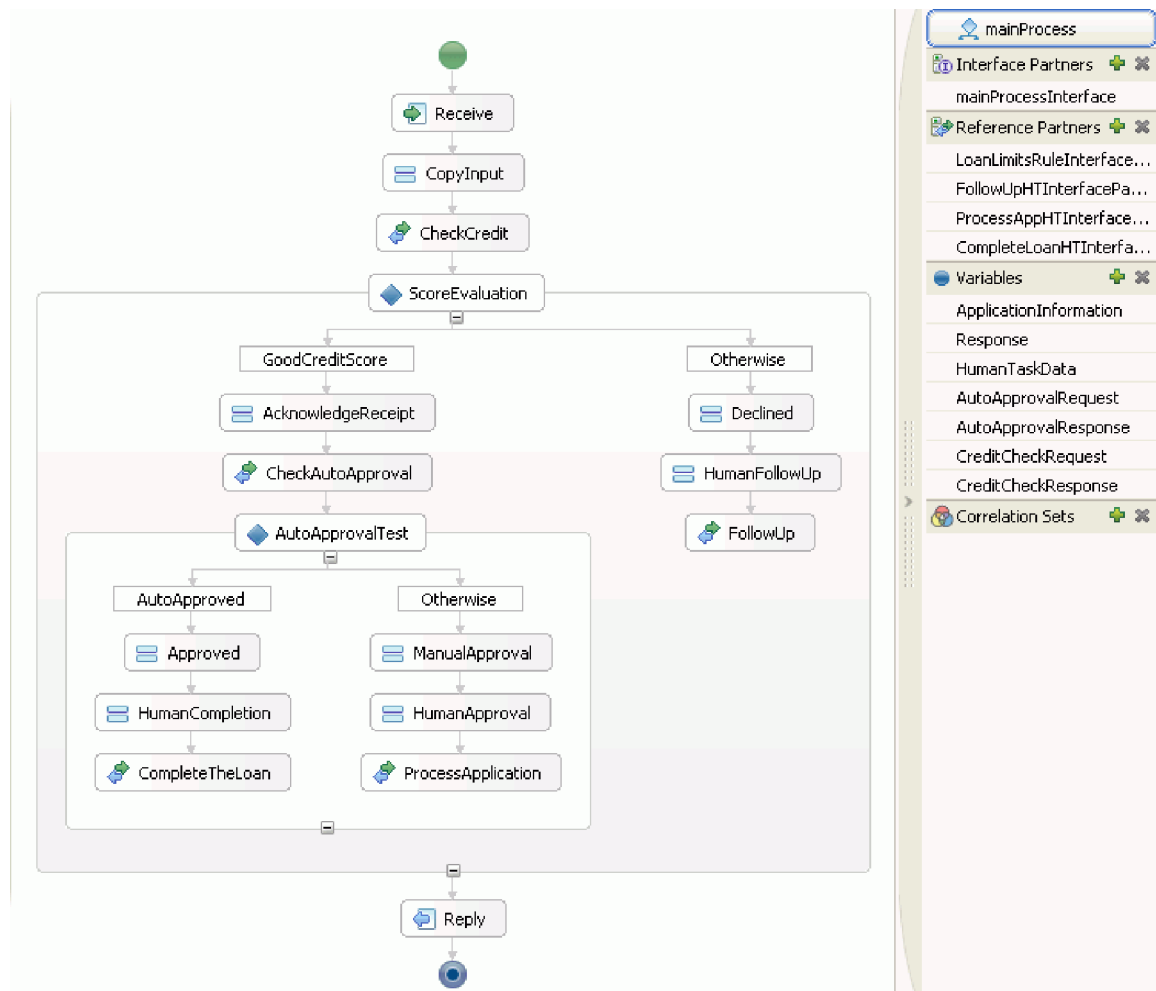 Receive
CopyInput
CheckCredit
ScoreEvaluation
GoodCreditScore
Otherwise
AcknowledgeReceipt
Declined
CheckAutoApproval
HumanFollowUp
AutoApprovalTest
FollowUp
AutoApproved
Otherwise
Approved
ManualApproval
HumanCompletion
HumanApproval
CompleteTheLoan
ProcessApplication
Reply
mainProcess
Interface Partners
mainProcessInterface
Reference Partners
LoanLimitsRuleInterface...
FollowUpHTInterfacePa...
ProcessAppHTInterface...
CompleteLoanHTInterfa...
Variables
ApplicationInformation
Response
HumanTaskData
AutoApprovalRequest
AutoApprovalResponse
CreditCheckRequest
CreditCheckResponse
Correlation Sets